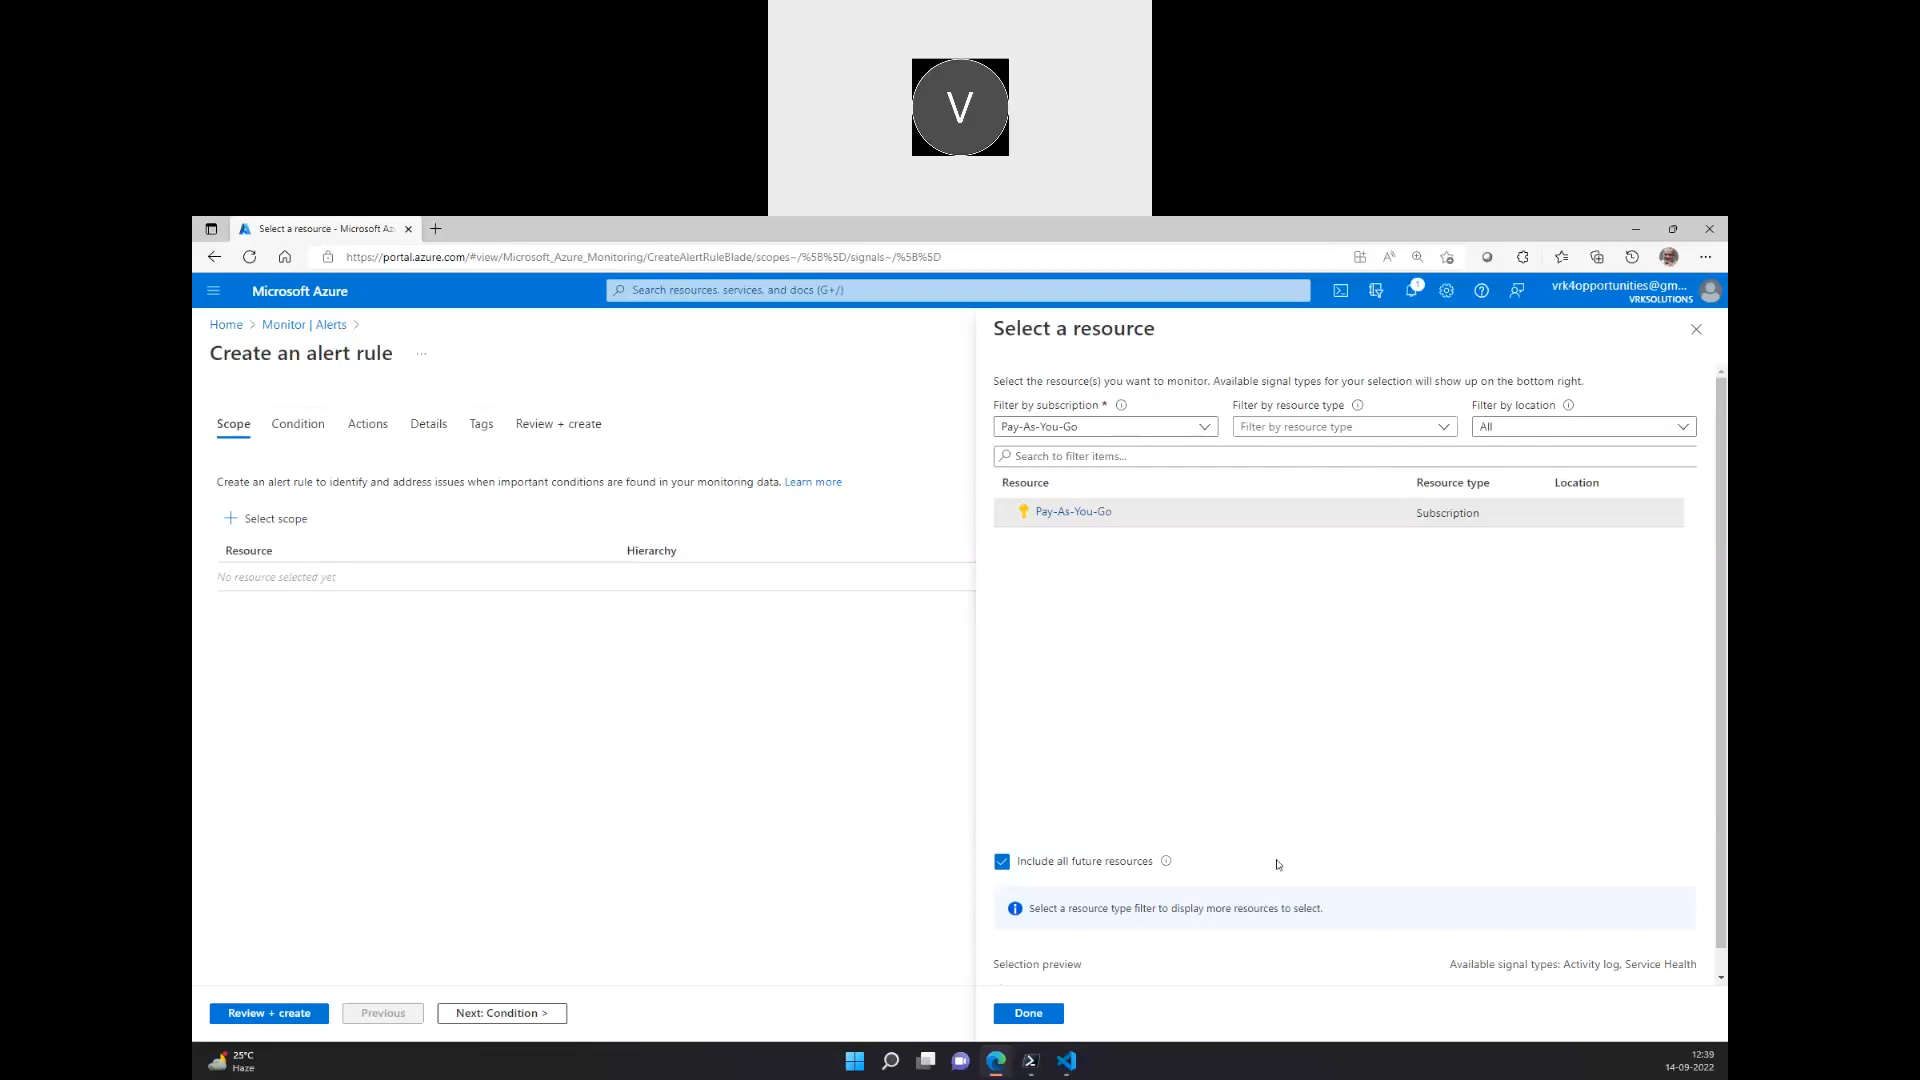 V
Select a resource - Microsoft Az
https://portal.azure.com/#view/Microsoft_Azure_Monitoring/CreateAlertRuleBlade/scopes~/%5B%5D/signals~/%5B%5D
Microsoft Azure
Search resources, services, and docs (G+/)
1
vrk4opportunities@gm...
VRKSOLUTIONS
Home > Monitor | Alerts >
Create an alert rule ...
Scope Condition Actions Details Tags Review + create
Create an alert rule to identify and address issues when important conditions are found in your monitoring data. Learn more
+ Select scope
Resource Hierarchy
No resource selected yet
Review + create Previous Next: Condition >
Select a resource
Select the resource(s) you want to monitor. Available signal types for your selection will show up on the bottom right.
Filter by subscription * Filter by resource type Filter by location
Pay-As-You-Go Filter by resource type All
Search to filter items...
Resource Resource type Location
Pay-As-You-Go Subscription
Include all future resources
Select a resource type filter to display more resources to select.
Selection preview Available signal types: Activity log, Service Health
Done
25°C
Haze
12:39
14-09-2022